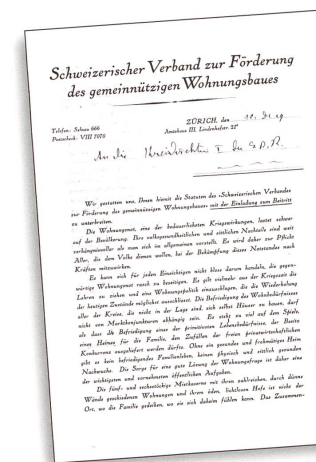 Schweizerischer Verband zur Förderung
des gemeinnützigen Wohnungsbaues
Telefon: Selnau 666
Postscheck: VIII 7076
ZÜRICH, den
Amthaus III, Lindenhofstr. 21
An die Kreisdirektion
Wir gestatten uns, Ihnen hiemit die Statuten des «Schweizerischen Verbandes
zur Förderung des gemeinnützigen Wohnungsbaues» mit der Einladung zum Beitritt
zu unterbreiten.
Die Wohnungsnot, eine der bedauerlichsten Kriegswirkungen, lastet schwer
auf der Bevölkerung. Ihre volksgesundheitlichen und sittlichen Nachteile sind weit
verhängnisvoller als man sich im allgemeinen vorstellt. Es wird daher zur Pflicht
Aller, die dem Volke dienen wollen, bei der Bekämpfung dieses Notstandes nach
Kräften mitzuwirken.
Es kann sich für jeden Einsichtigen nicht bloss darum handeln, die gegen-
wärtige Wohnungsnot rasch zu beseitigen. Es gilt vielmehr aus der Kriegszeit die
Lehren zu ziehen und eine Wohnungspolitik einzuschlagen, die die Wiederholung
der heutigen Zustände möglichst ausschliesst. Die Befriedigung des Wohnbedürfnisses
aller der Kreise, die nicht in der Lage sind, sich selbst Häuser zu bauen, darf
nicht von Marktkonjunkturen abhängig sein. Es steht zu viel auf dem Spiele,
als dass die Befriedigung eines der primitivsten Lebensbedürfnisse, der Besitz
eines Heimes für die Familie, den Zufällen der freien privatwirtschaftlichen
Konkurrenz ausgeliefert werden dürfte. Ohne ein gesundes und freimütiges Heim
gibt es kein befriedigendes Familienleben, keinen physisch und sittlich gesunden
Nachwuchs. Die Sorge für eine gute Lösung der Wohnungsfrage ist daher eine
der wichtigsten und vornehmsten öffentlichen Aufgaben.
Die fünf- und sechsstöckige Mietkaserne mit ihren zahlreichen, durch dünne
Wände geschiedenen Wohnungen und ihrem öden, lichtlosen Hofe ist nicht der
Ort, wo die Familie gedeihen, wo sie sich daheim fühlen kann. Das Zusammen-